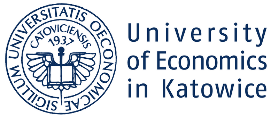 SIGILLUM UNIVERSITATIS OECONOMICAE
CATOVICIENSIS
1937
University
of Economics
in Katowice